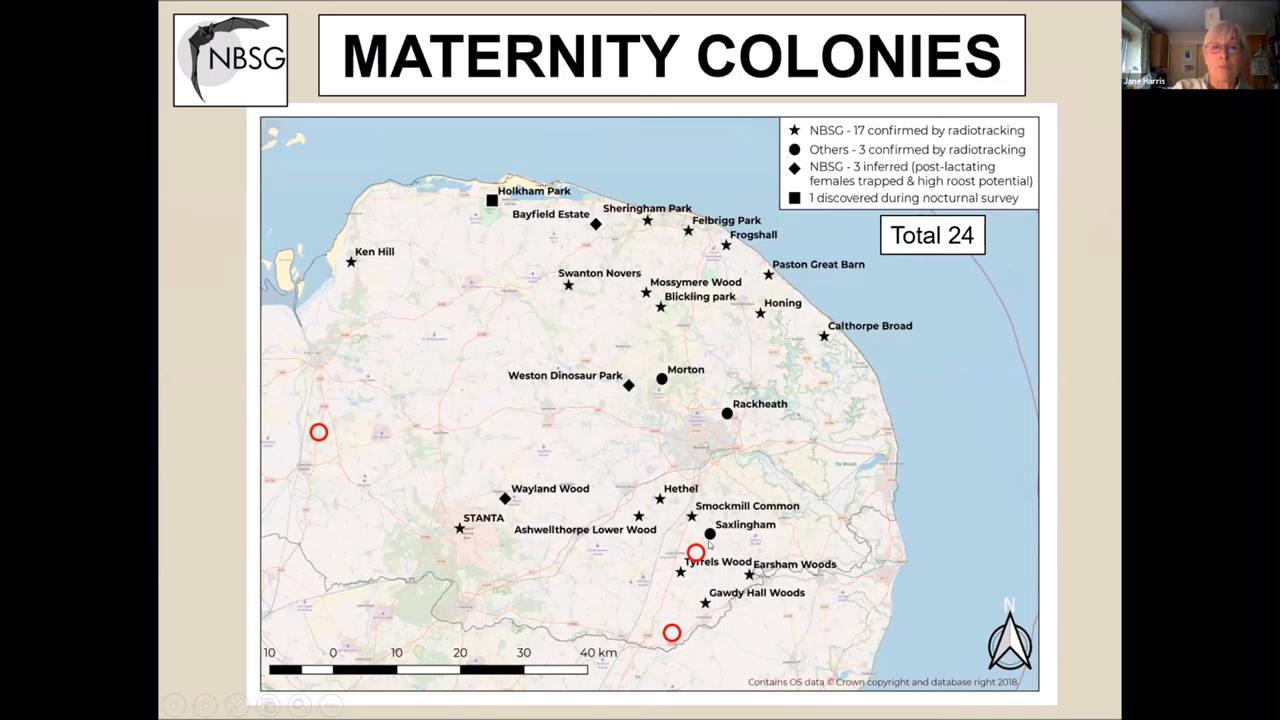 NBSG
MATERNITY COLONIES
Jane Harris
NBSG - 17 confirmed by radiotracking
Others - 3 confirmed by radiotracking
NBSG - 3 inferred (post-lactating
females trapped & high roost potential)
1 discovered during nocturnal survey
Total 24
Holkham Park
Bayfield Estate
Sheringham Park
Felbrigg Park
Frogshall
Ken Hill
Paston Great Barn
Swanton Novers
Mossymere Wood
Blickling park
Honing
Calthorpe Broad
Morton
Weston Dinosaur Park
Rackheath
Wayland Wood
Hethel
Smockmill Common
STANTA
Ashwellthorpe Lower Wood
Saxlingham
Tyrrels Wood
Earsham Woods
Gawdy Hall Woods
N
10 0 10 20 30 40 km
Contains OS data © Crown copyright and database right 2018.